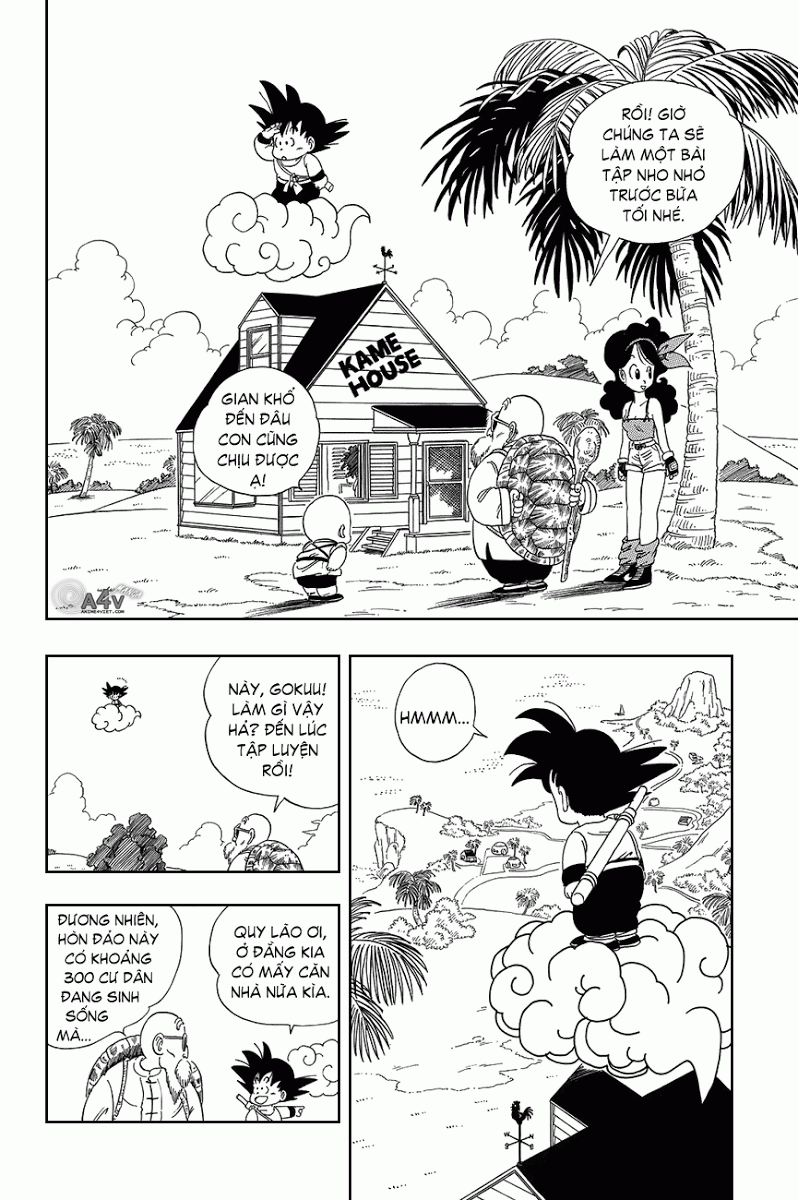 RỒI! GIỜ
CHÚNG TA SẼ
LÀM MỘT BÀI
TẬP NHO NHỎ
TRƯỚC BỮA
TỐI NHÉ.
KAME
HOUSE
GIAN KHỔ
ĐẾN ĐÂU
CON CŨNG
CHỊU ĐƯỢC
Ạ!
A4V
ANIME4VIET.COM
NÀY, GOKUU!
LÀM GÌ VẬY
HẢ? ĐẾN LÚC
TẬP LUYỆN
RỒI!
HMMM...
QUY LÃO ƠI,
Ở ĐẰNG KIA
CÓ MẤY CĂN
NHÀ NỮA KÌA.
ĐƯƠNG NHIÊN,
HÒN ĐẢO NÀY
CÓ KHOẢNG
300 CƯ DÂN
ĐANG SINH
SỐNG
MÀ...